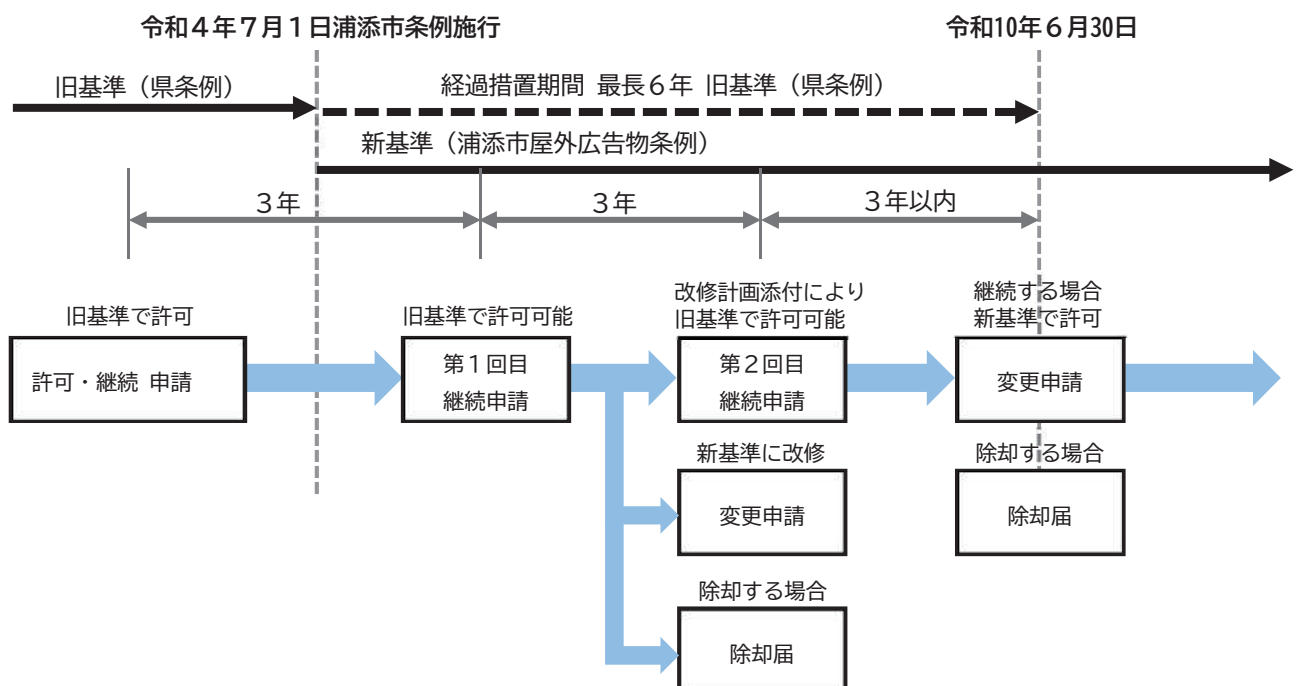 令和４年７月１日浦添市条例施行
令和10年６月30日
旧基準（県条例）
経過措置期間 最長６年 旧基準（県条例）
新基準（浦添市屋外広告物条例）
３年
３年
３年以内
旧基準で許可
許可・継続 申請
旧基準で許可可能
第１回目
継続申請
改修計画添付により
旧基準で許可可能
第２回目
継続申請
継続する場合
新基準で許可
変更申請
新基準に改修
変更申請
除却する場合
除却届
除却する場合
除却届